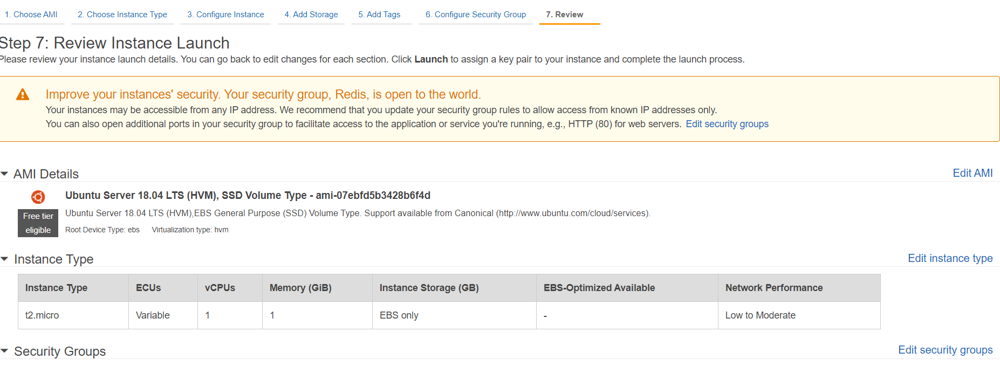 1. Choose AMI 2. Choose Instance Type 3. Configure Instance 4. Add Storage 5. Add Tags 6. Configure Security Group 7. Review
Step 7: Review Instance Launch
Please review your instance launch details. You can go back to edit changes for each section. Click Launch to assign a key pair to your instance and complete the launch process.
Improve your instances' security. Your security group, Redis, is open to the world.
Your instances may be accessible from any IP address. We recommend that you update your security group rules to allow access from known IP addresses only.
You can also open additional ports in your security group to facilitate access to the application or service you're running, e.g., HTTP (80) for web servers. Edit security groups
AMI Details Edit AMI
Ubuntu Server 18.04 LTS (HVM), SSD Volume Type - ami-07ebfd5b3428b6f4d
Free tier
eligible
Ubuntu Server 18.04 LTS (HVM),EBS General Purpose (SSD) Volume Type. Support available from Canonical (http://www.ubuntu.com/cloud/services).
Root Device Type: ebs Virtualization type: hvm
Instance Type Edit instance type
Instance Type ECUs vCPUs Memory (GiB) Instance Storage (GB) EBS-Optimized Available Network Performance
t2.micro Variable 1 1 EBS only - Low to Moderate
Security Groups Edit security groups